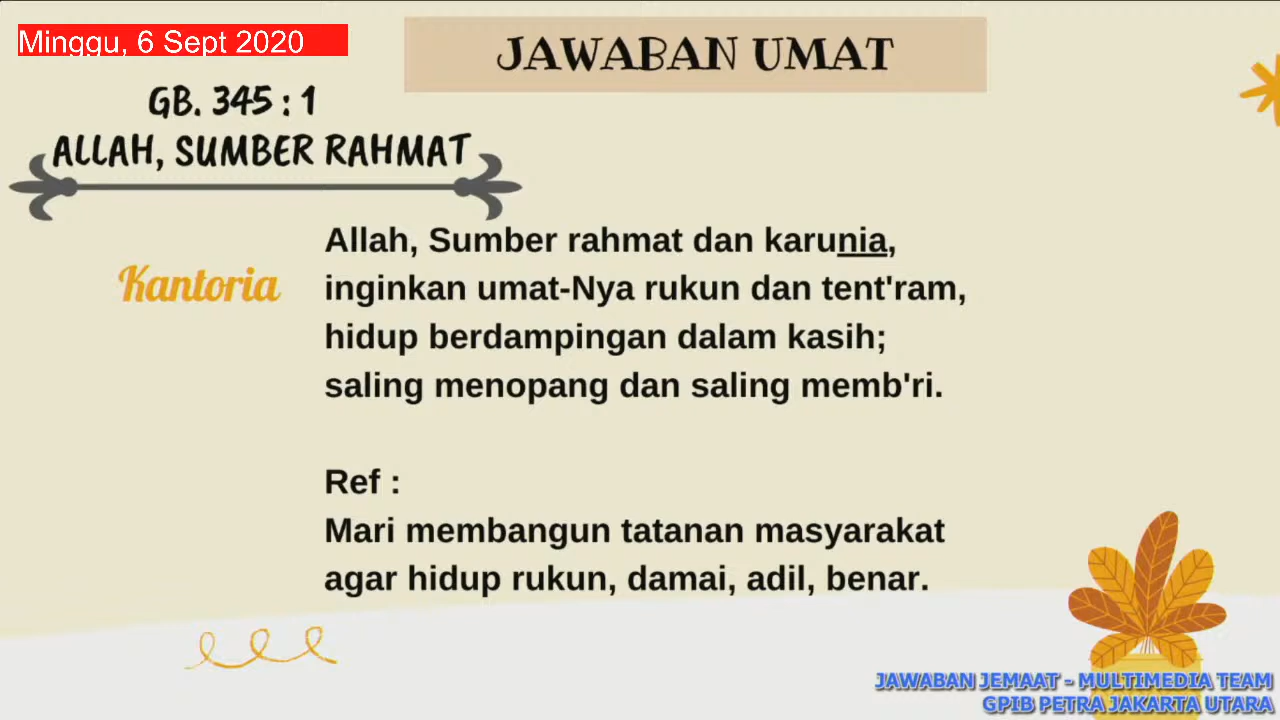 Minggu, 6 Sept 2020
JAWABAN UMAT
GB. 345 : 1
ALLAH, SUMBER RAHMAT
Kantoria
Allah, Sumber rahmat dan karunia,
inginkan umat-Nya rukun dan tent'ram,
hidup berdampingan dalam kasih;
saling menopang dan saling memb'ri.
Ref :
Mari membangun tatanan masyarakat
agar hidup rukun, damai, adil, benar.
JAWABAN JEMAAT - MULTIMEDIA TEAM
GPIB PETRA JAKARTA UTARA